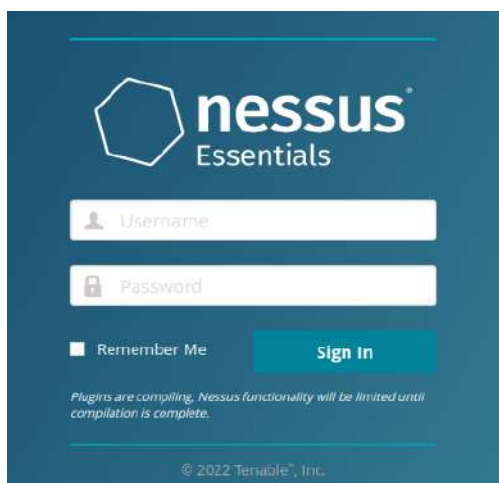 nessus®
Essentials
Username
Password
Remember Me
Sign In
Plugins are compiling, Nessus functionality will be limited until
compilation is complete.
© 2022 Tenable™, Inc.